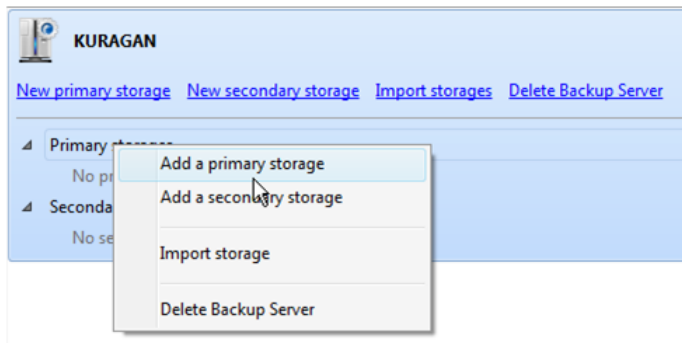 KURAGAN
New primary storage New secondary storage Import storages Delete Backup Server
Primary storages
Add a primary storage
No pr
Add a secondary storage
Seconda
No se
Import storage
Delete Backup Server